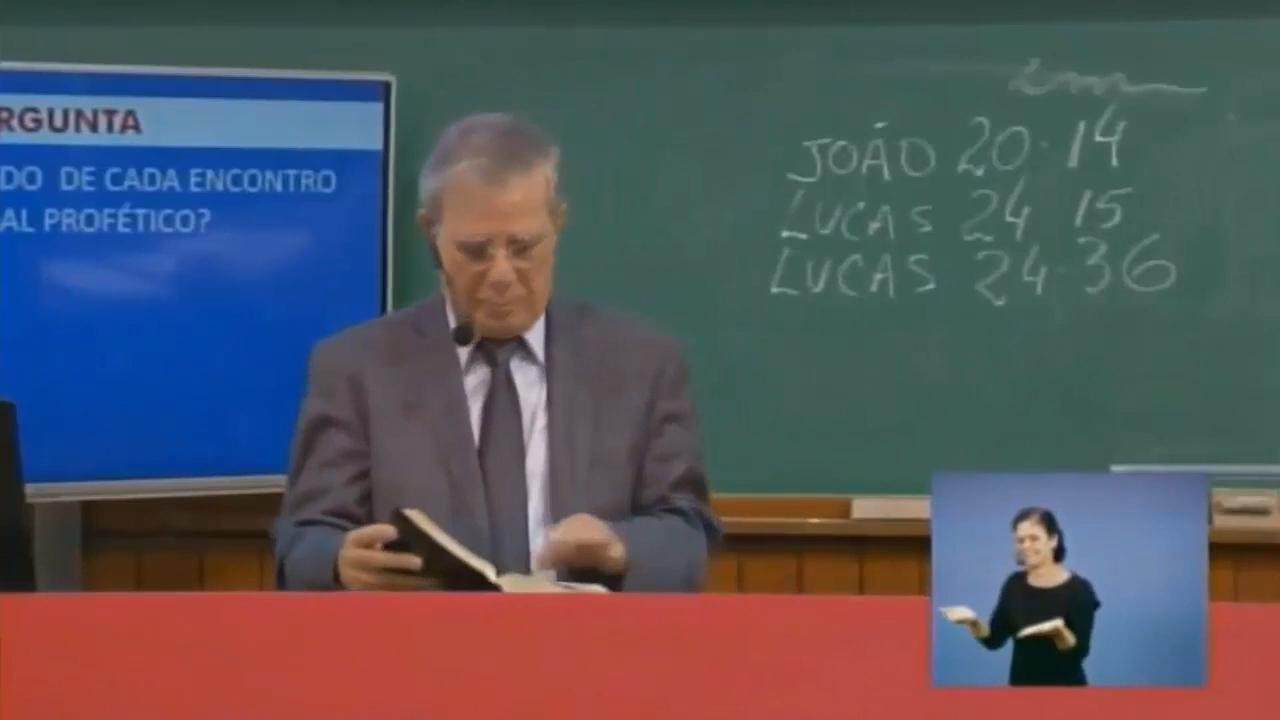 RGUNTA
DO DE CADA ENCONTRO
AL PROFÉTICO?
JOÃO 20.14
LUCAS 24 15
LUCAS 24.36